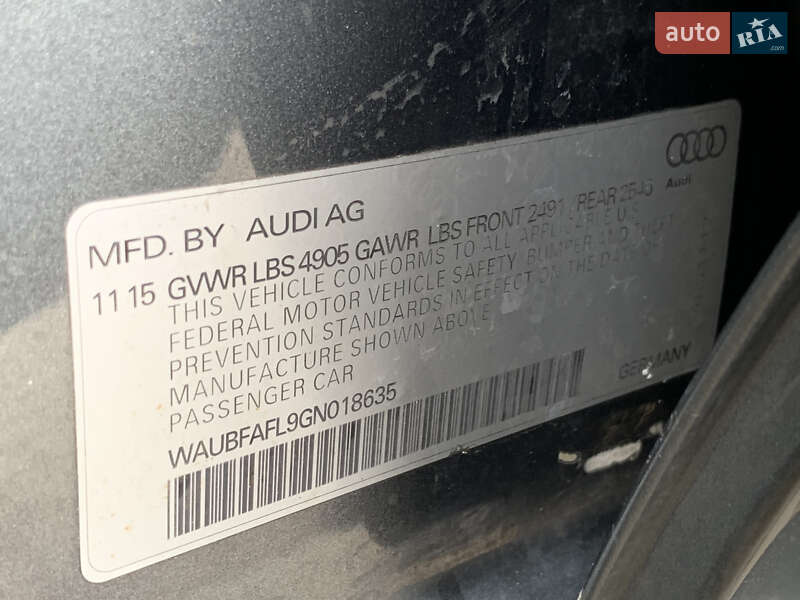 auto RIA .com
Audi
MFD. BY AUDI AG
11 15 GVWR LBS 4905 GAWR LBS FRONT 2491 /REAR
THIS VEHICLE CONFORMS TO ALL APPLICABLE U.S.
FEDERAL MOTOR VEHICLE SAFETY, BUMPER AND THEFT
PREVENTION STANDARDS IN EFFECT ON THE DATE OF
MANUFACTURE SHOWN ABOVE
PASSENGER CAR
WAUBFAFL9GN018635
GERMANY